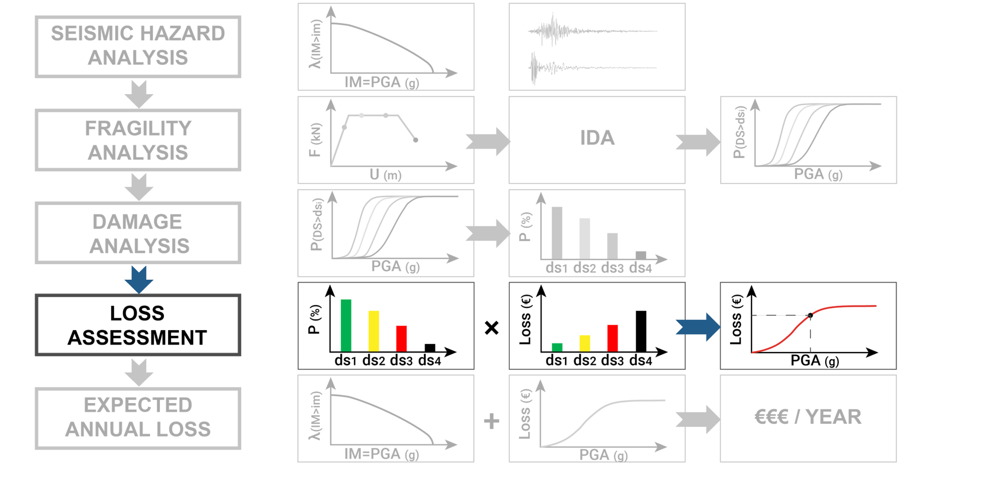 SEISMIC HAZARD
ANALYSIS
λ(IM>im)
IM=PGA (g)
FRAGILITY
ANALYSIS
F (kN)
U (m)
IDA
P(DS>dsi)
PGA (g)
DAMAGE
ANALYSIS
P(DS>dsi)
PGA (g)
P (%)
ds1 ds2 ds3 ds4
LOSS
ASSESSMENT
P (%)
ds1 ds2 ds3 ds4
×
Loss (€)
ds1 ds2 ds3 ds4
Loss (€)
PGA (g)
EXPECTED
ANNUAL LOSS
λ(IM>im)
IM=PGA (g)
+
Loss (€)
PGA (g)
€€€ / YEAR